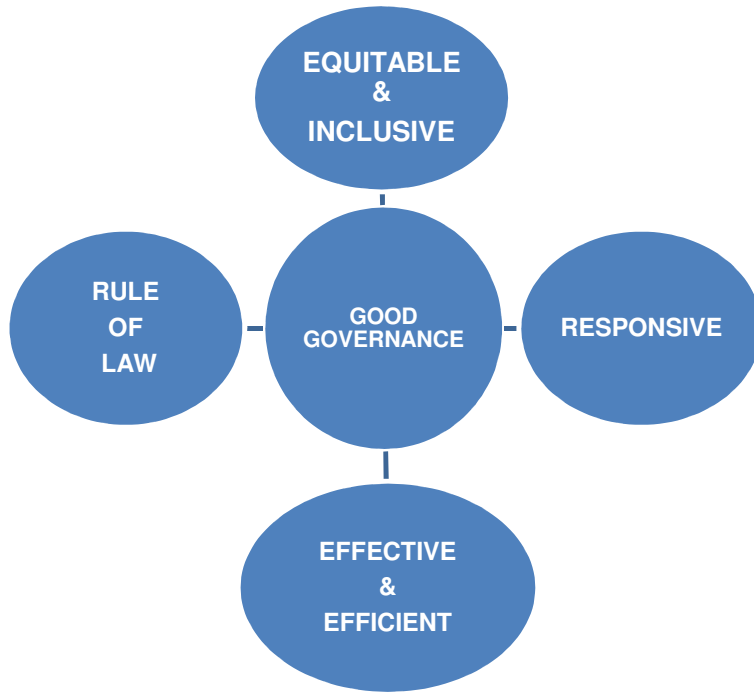 EQUITABLE
&
INCLUSIVE
RULE
OF
LAW
GOOD
GOVERNANCE
RESPONSIVE
EFFECTIVE
&
EFFICIENT